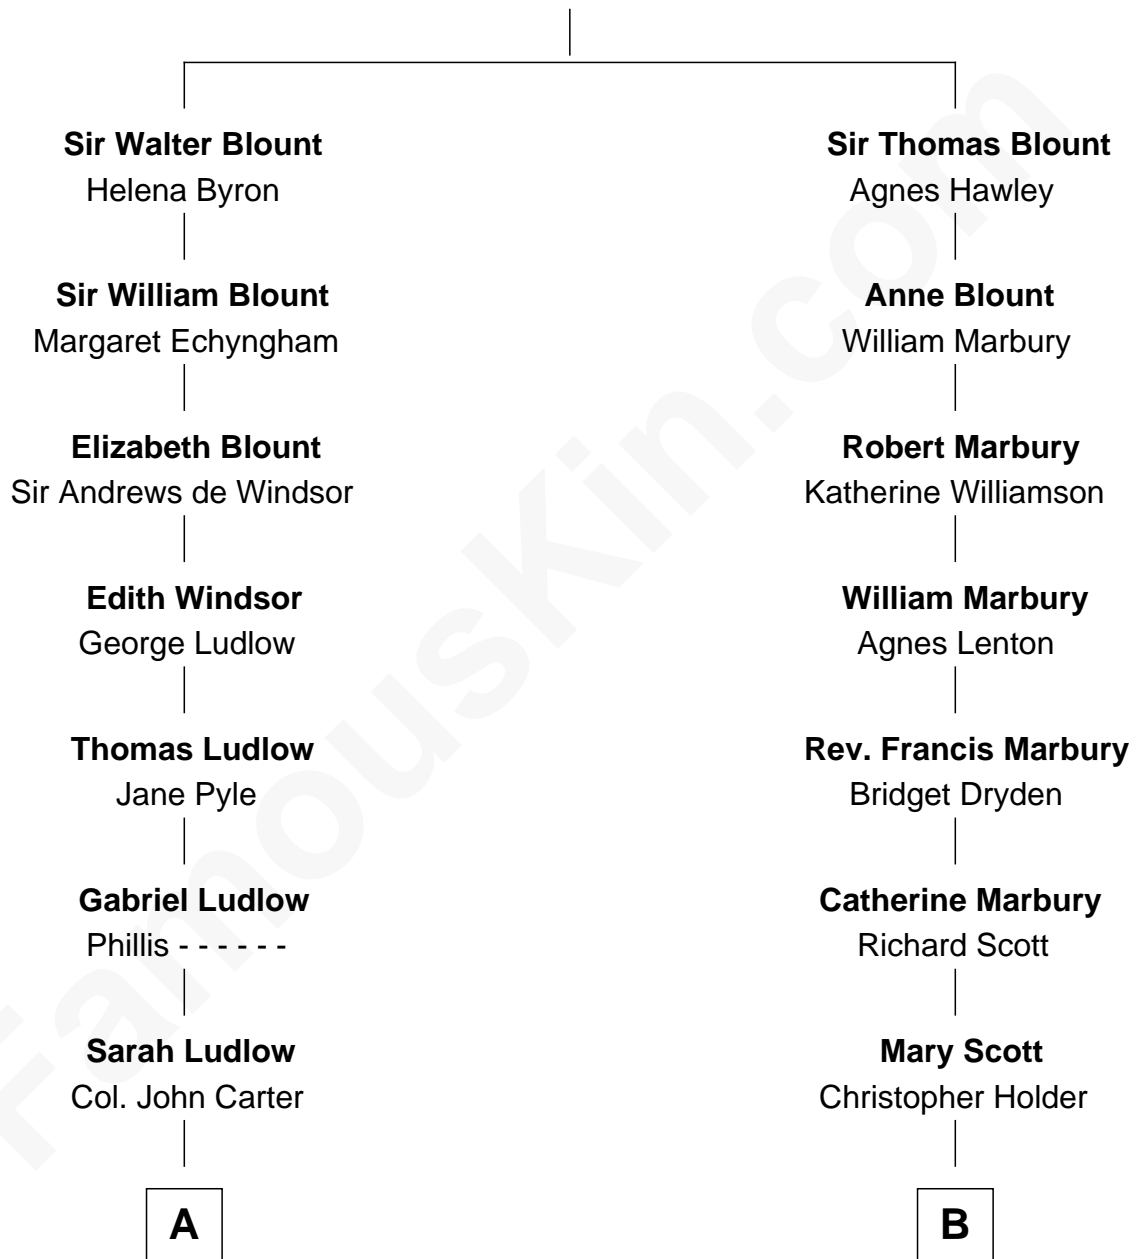 Sir Walter Blount
Helena Byron
Sir William Blount
Margaret Echyngham
Elizabeth Blount
Sir Andrews de Windsor
Edith Windsor
George Ludlow
Thomas Ludlow
Jane Pyle
Gabriel Ludlow
Phillis - - - - - -
Sarah Ludlow
Col. John Carter
A
Sir Thomas Blount
Agnes Hawley
Anne Blount
William Marbury
Robert Marbury
Katherine Williamson
William Marbury
Agnes Lenton
Rev. Francis Marbury
Bridget Dryden
Catherine Marbury
Richard Scott
Mary Scott
Christopher Holder
B
FamousKin.com